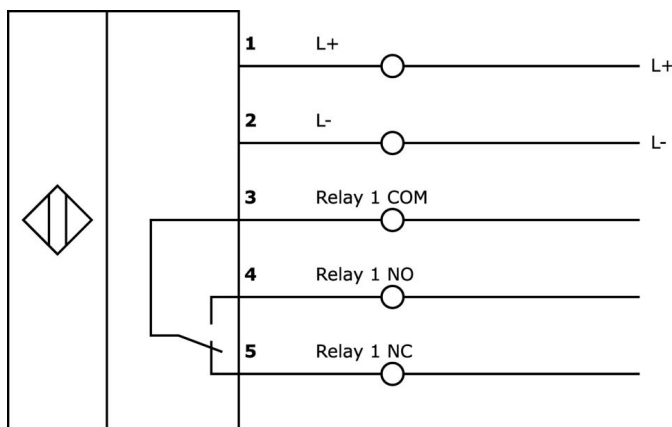 1 L+ L+
2 L- L-
3 Relay 1 COM
4 Relay 1 NO
5 Relay 1 NC